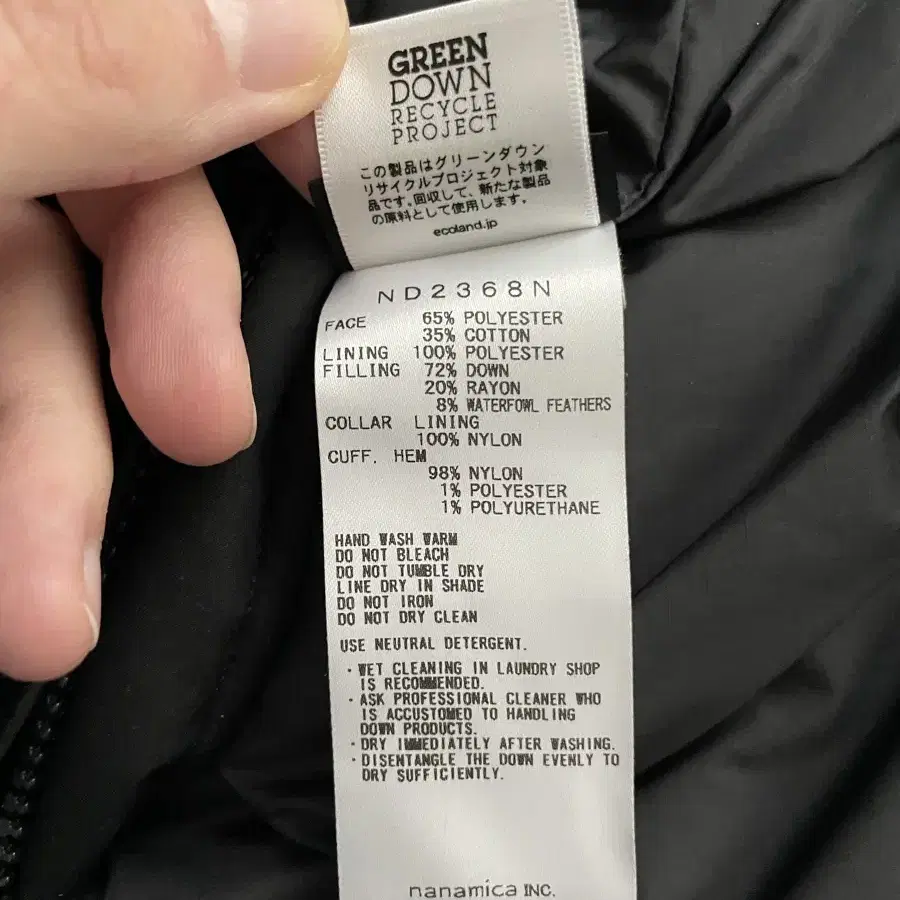 GREEN
DOWN
RECYCLE
PROJECT
この製品はグリーンダウン
リサイクルプロジェクト対象
品です。回収して、新たな製品
の原料として使用します。
ecoland.jp
ND2368N
FACE 65% POLYESTER
35% COTTON
LINING 100% POLYESTER
FILLING 72% DOWN
20% RAYON
8% WATERFOWL FEATHERS
COLLAR LINING
100% NYLON
CUFF. HEM
98% NYLON
1% POLYESTER
1% POLYURETHANE
HAND WASH WARM
DO NOT BLEACH
DO NOT TUMBLE DRY
LINE DRY IN SHADE
DO NOT IRON
DO NOT DRY CLEAN
USE NEUTRAL DETERGENT.
・WET CLEANING IN LAUNDRY SHOP
IS RECOMMENDED.
・ASK PROFESSIONAL CLEANER WHO
IS ACCUSTOMED TO HANDLING
DOWN PRODUCTS.
・DRY IMMEDIATELY AFTER WASHING.
・DISENTANGLE THE DOWN EVENLY TO
DRY SUFFICIENTLY.
nanamica INC.